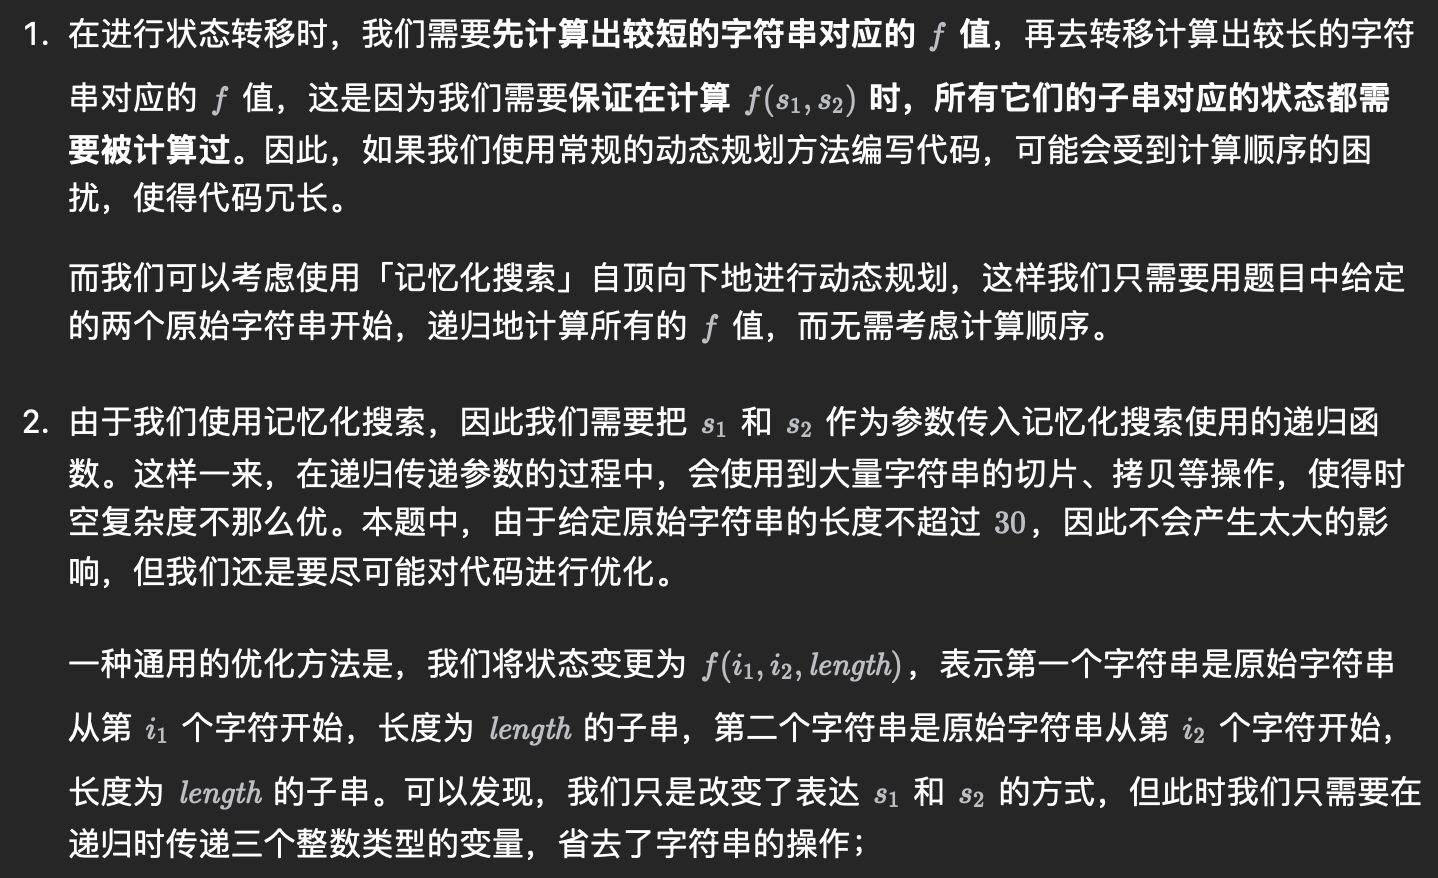 1. 在进行状态转移时，我们需要先计算出较短的字符串对应的 f 值，再去转移计算出较长的字符
串对应的 f 值，这是因为我们需要保证在计算 f(s₁, s₂) 时，所有它们的子串对应的状态都需
要被计算过。因此，如果我们使用常规的动态规划方法编写代码，可能会受到计算顺序的困
扰，使得代码冗长。
而我们可以考虑使用「记忆化搜索」自顶向下地进行动态规划，这样我们只需要用题目中给定
的两个原始字符串开始，递归地计算所有的 f 值，而无需考虑计算顺序。
2. 由于我们使用记忆化搜索，因此我们需要把 s₁ 和 s₂ 作为参数传入记忆化搜索使用的递归函
数。这样一来，在递归传递参数的过程中，会使用到大量字符串的切片、拷贝等操作，使得时
空复杂度不那么优。本题中，由于给定原始字符串的长度不超过 30，因此不会产生太大的影
响，但我们还是要尽可能对代码进行优化。
一种通用的优化方法是，我们将状态变更为 f(i₁, i₂, length)，表示第一个字符串是原始字符串
从第 i₁ 个字符开始，长度为 length 的子串，第二个字符串是原始字符串从第 i₂ 个字符开始，
长度为 length 的子串。可以发现，我们只是改变了表达 s₁ 和 s₂ 的方式，但此时我们只需要在
递归时传递三个整数类型的变量，省去了字符串的操作；